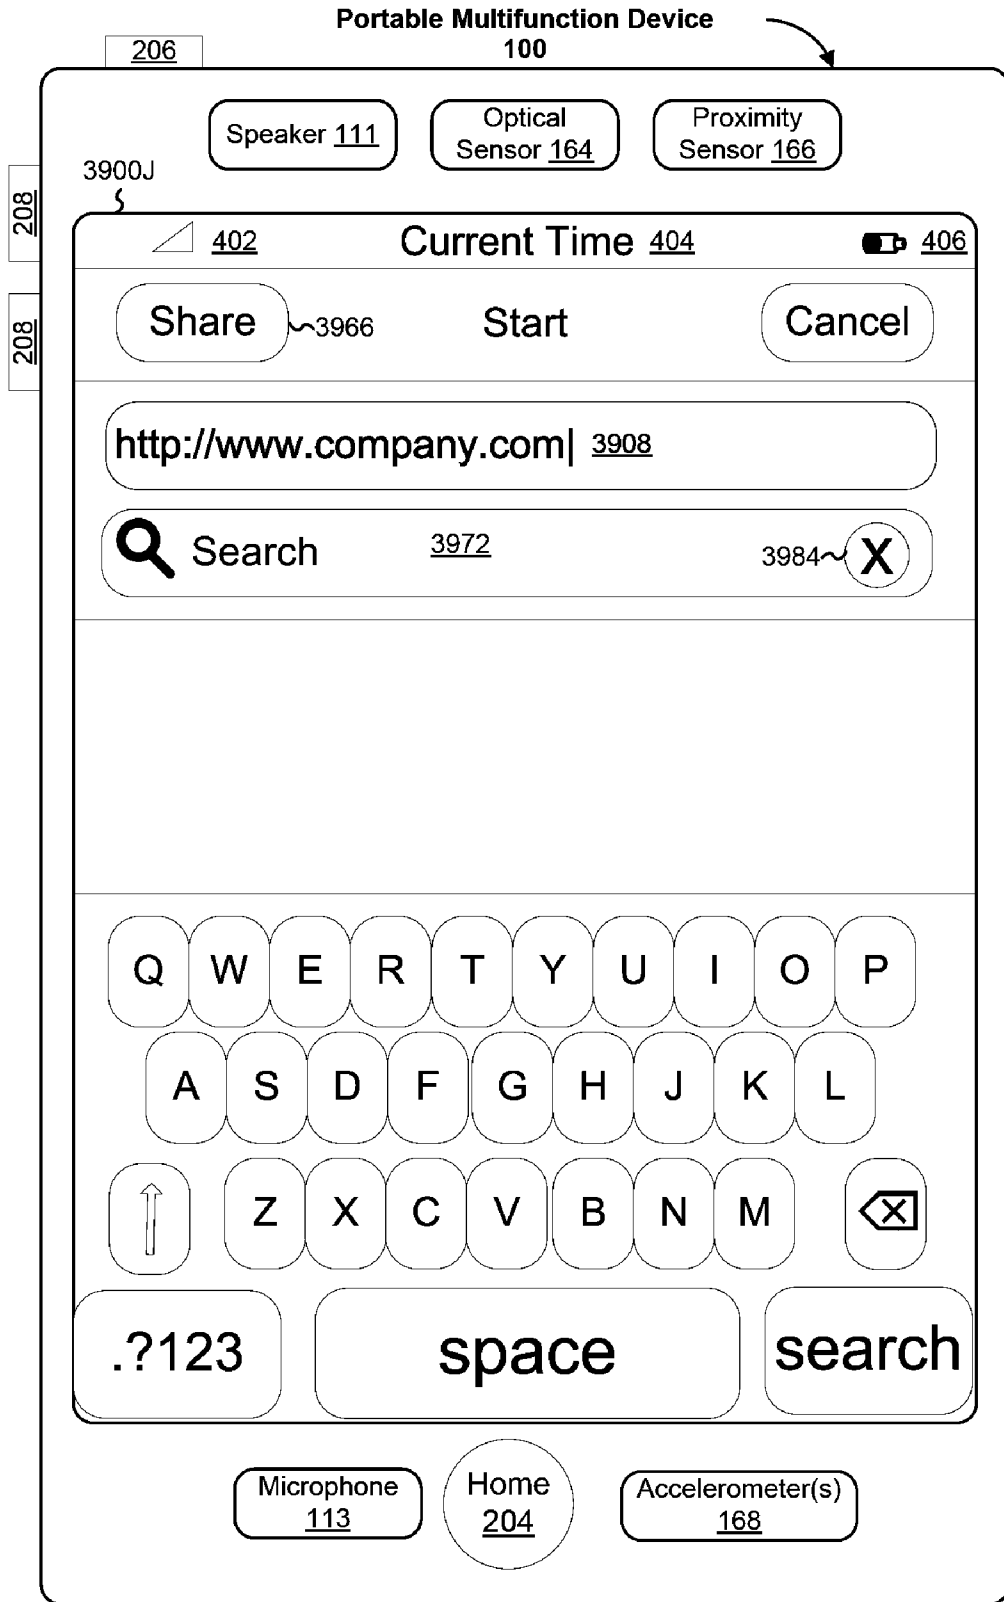 Portable Multifunction Device
100
206
Speaker 111
Optical
Sensor 164
Proximity
Sensor 166
3900J
208
208
402
Current Time 404
406
Share
3966
Start
Cancel
http://www.company.com| 3908
Search
3972
3984
X
Q W E R T Y U I O P
A S D F G H J K L
Z X C V B N M
.?123
space
search
Microphone
113
Home
204
Accelerometer(s)
168